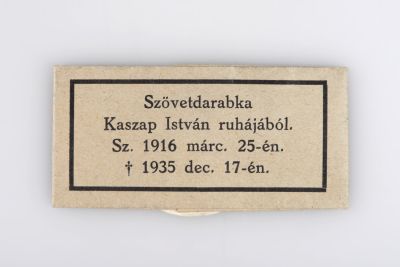 Szövetdarabka
Kaszap István ruhájából.
Sz. 1916 márc. 25-én.
† 1935 dec. 17-én.